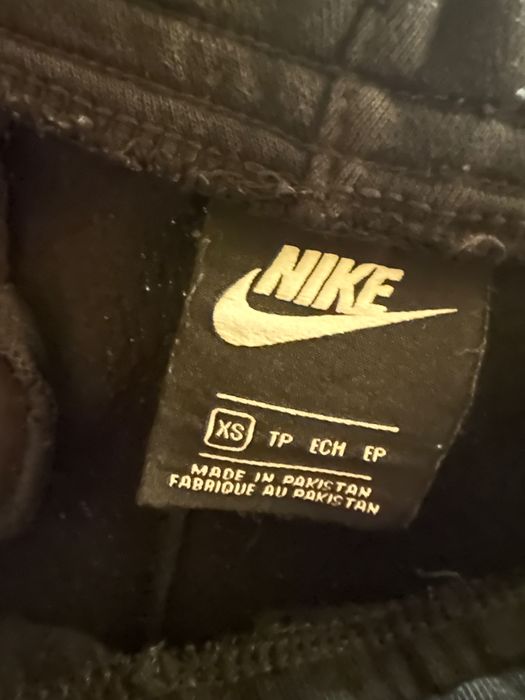 NIKE
XS TP ECH EP
MADE IN PAKISTAN
FABRIQUE AU PAKISTAN